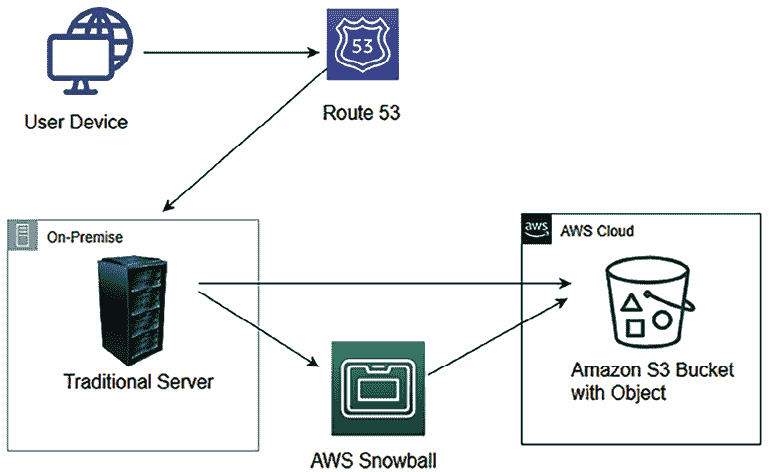 53
User Device
Route 53
On-Premise
aws
AWS Cloud
Traditional Server
Amazon S3 Bucket
with Object
AWS Snowball